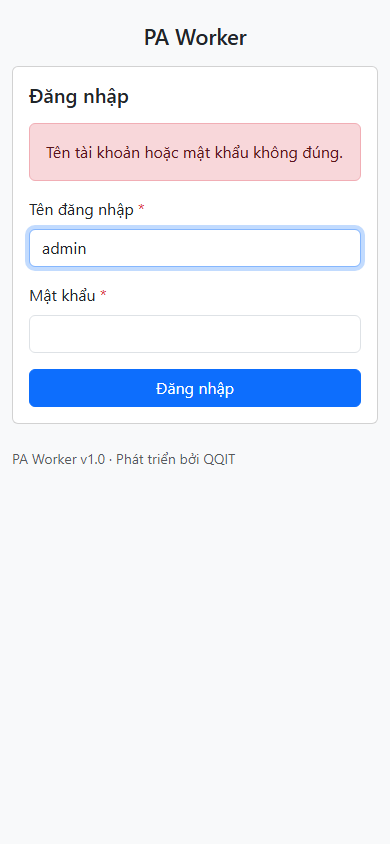 PA Worker
Đăng nhập
Tên tài khoản hoặc mật khẩu không đúng.
Tên đăng nhập *
admin
Mật khẩu *
Đăng nhập
PA Worker v1.0 · Phát triển bởi QQIT